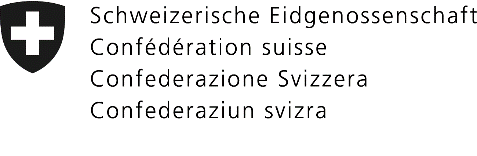 Schweizerische Eidgenossenschaft
Confédération suisse
Confederazione Svizzera
Confederaziun svizra